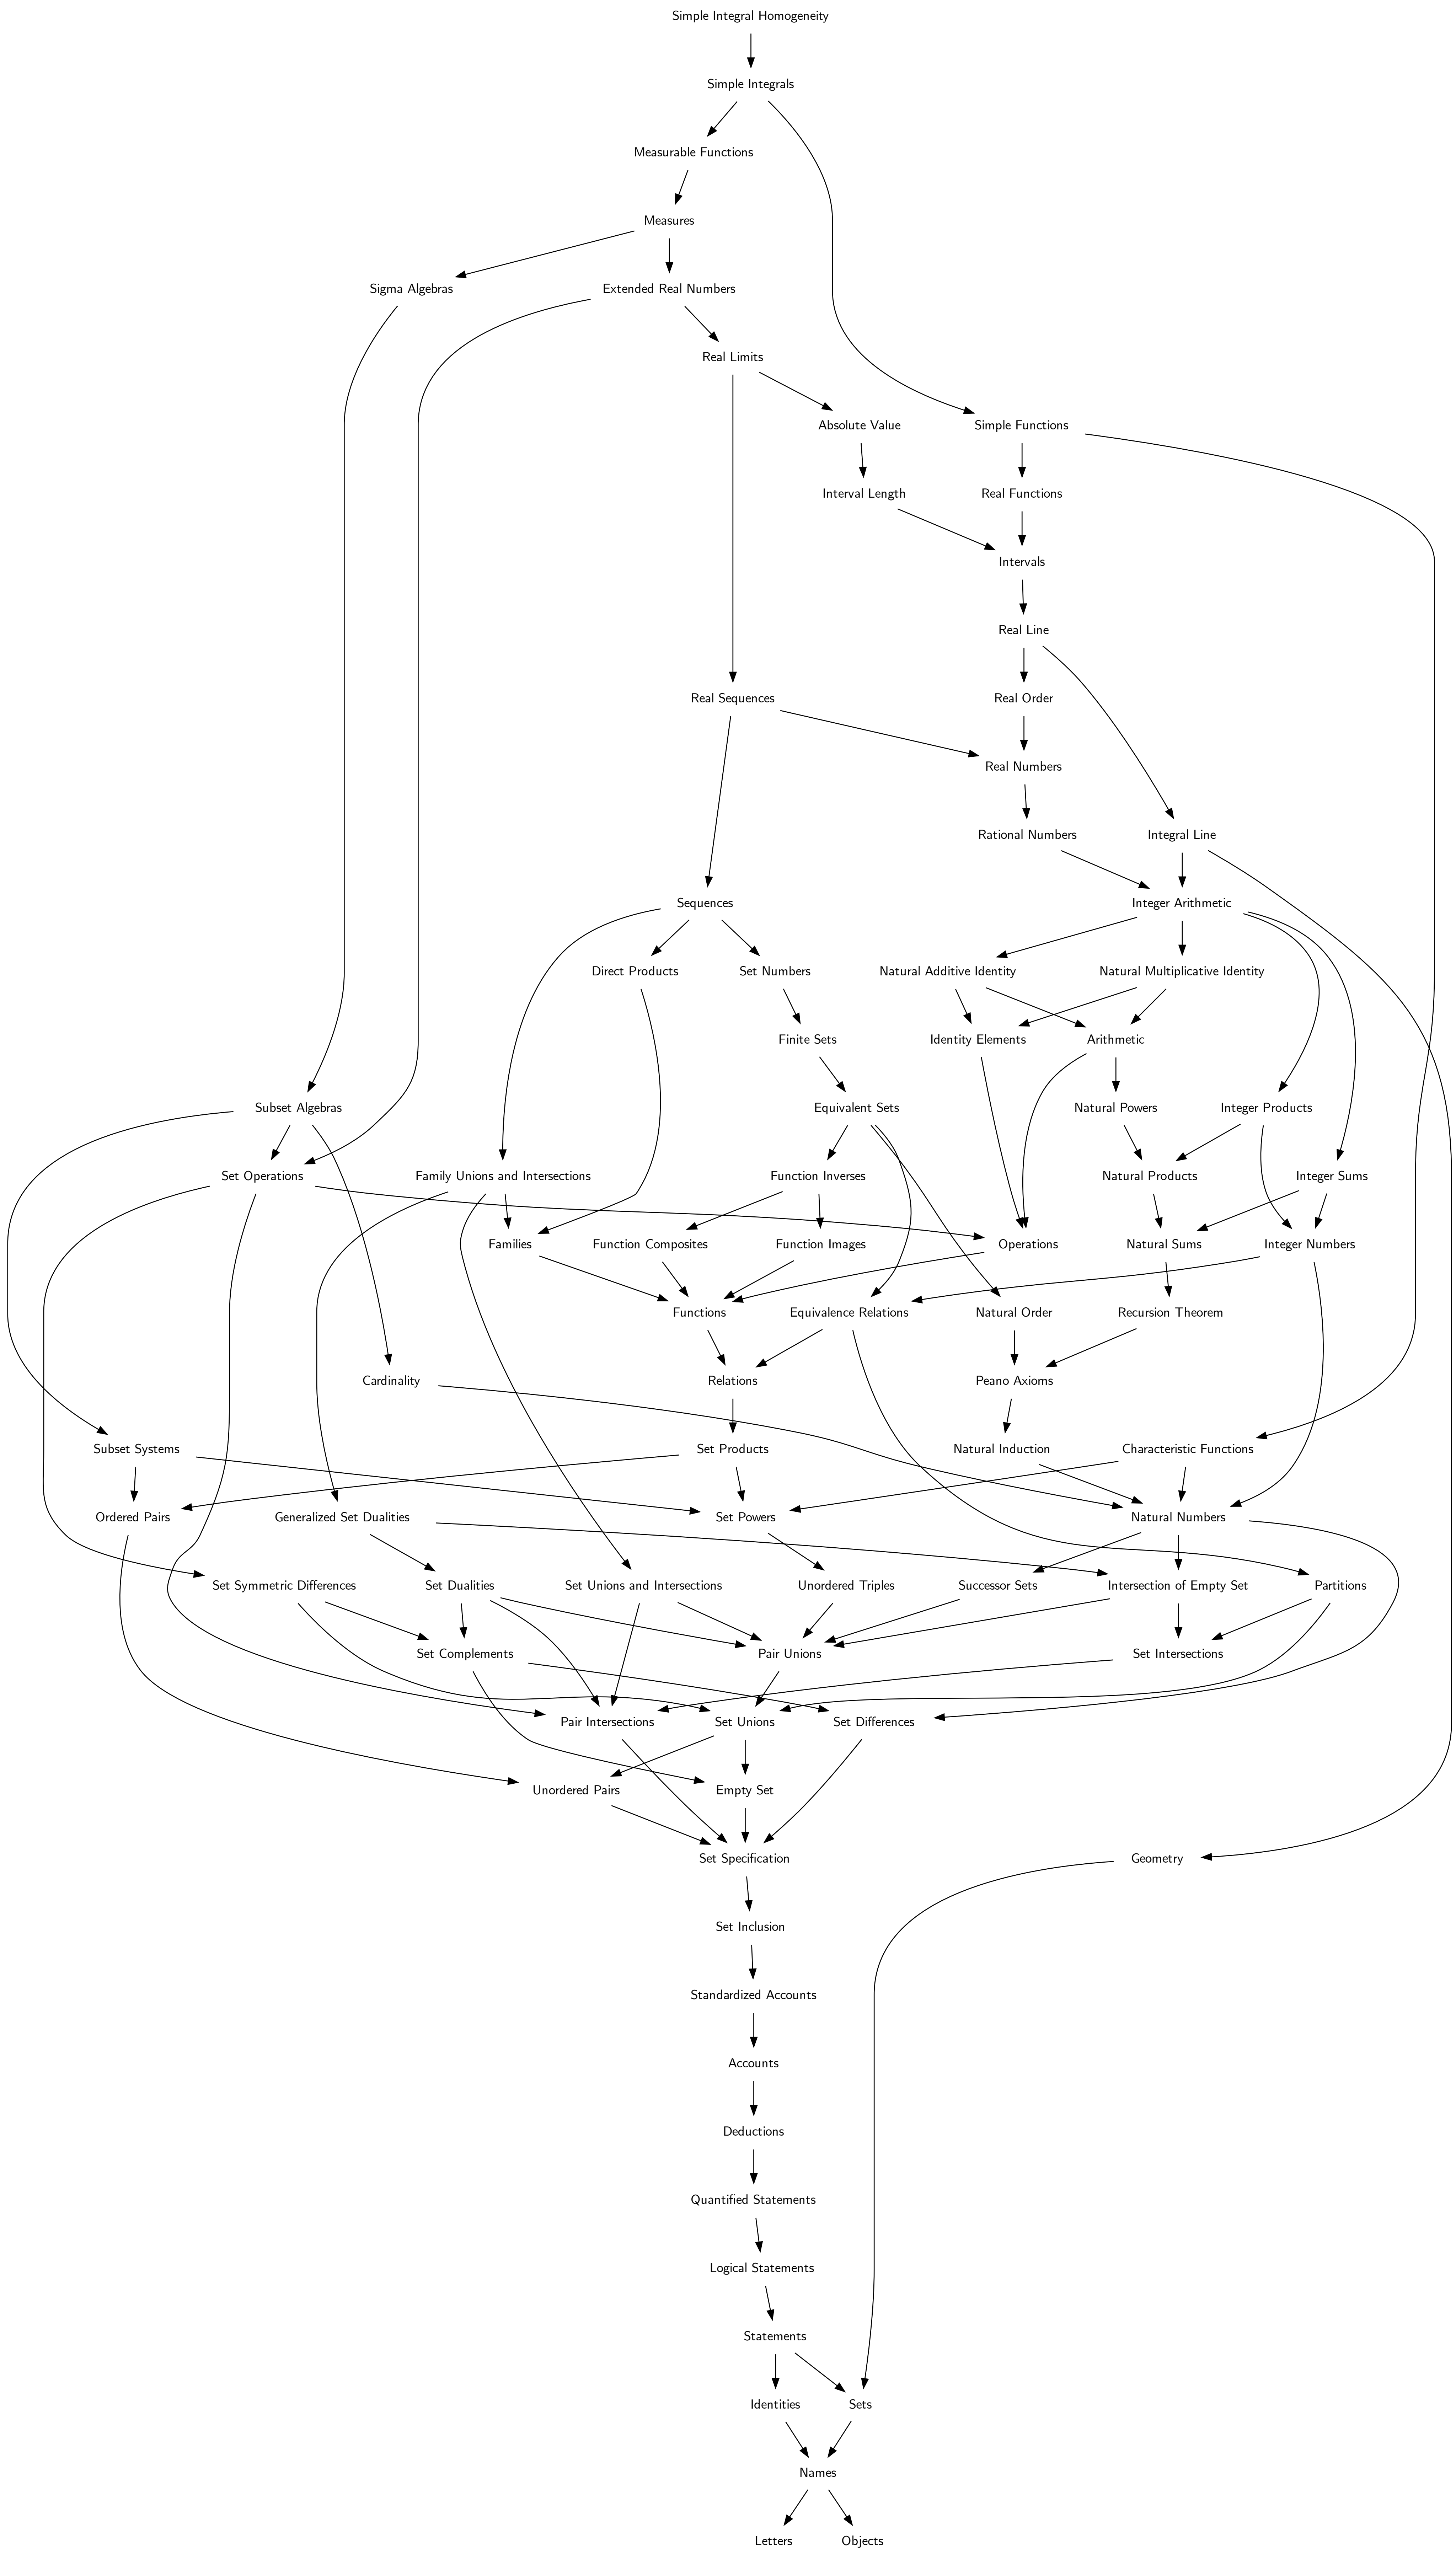 Simple Integral Homogeneity
Simple Integrals
Measurable Functions
Measures
Sigma Algebras
Extended Real Numbers
Real Limits
Absolute Value
Simple Functions
Interval Length
Real Functions
Intervals
Real Line
Real Sequences
Real Order
Real Numbers
Rational Numbers
Integral Line
Sequences
Integer Arithmetic
Direct Products
Set Numbers
Natural Additive Identity
Natural Multiplicative Identity
Finite Sets
Identity Elements
Arithmetic
Subset Algebras
Equivalent Sets
Natural Powers
Integer Products
Set Operations
Family Unions and Intersections
Function Inverses
Natural Products
Integer Sums
Families
Function Composites
Function Images
Operations
Natural Sums
Integer Numbers
Functions
Equivalence Relations
Natural Order
Recursion Theorem
Cardinality
Relations
Peano Axioms
Subset Systems
Set Products
Natural Induction
Characteristic Functions
Ordered Pairs
Generalized Set Dualities
Set Powers
Natural Numbers
Set Symmetric Differences
Set Dualities
Set Unions and Intersections
Unordered Triples
Successor Sets
Intersection of Empty Set
Partitions
Set Complements
Pair Unions
Set Intersections
Pair Intersections
Set Unions
Set Differences
Unordered Pairs
Empty Set
Set Specification
Geometry
Set Inclusion
Standardized Accounts
Accounts
Deductions
Quantified Statements
Logical Statements
Statements
Identities
Sets
Names
Letters
Objects